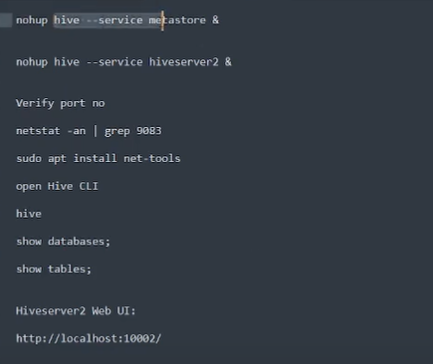 nohup hive --service metastore &
nohup hive --service hiveserver2 &
Verify port no
netstat -an | grep 9083
sudo apt install net-tools
open Hive CLI
hive
show databases;
show tables;
Hiveserver2 Web UI:
http://localhost:10002/